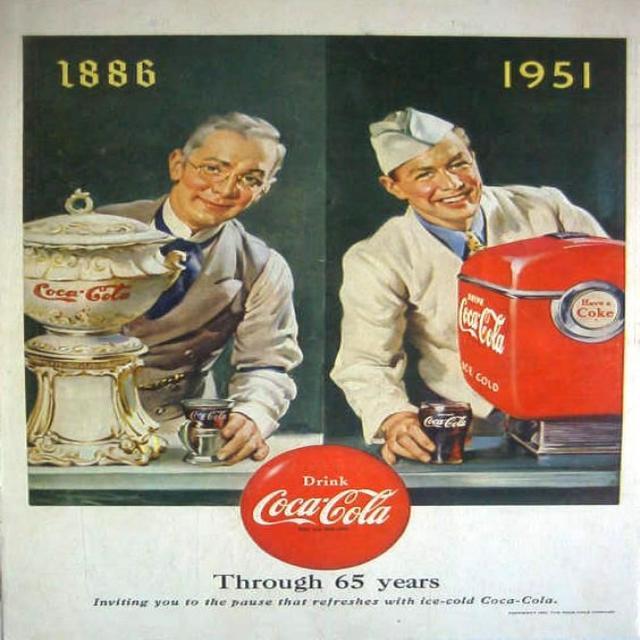 1886
1951
Coca-Cola
DRINK
Coca-Cola
ICE COLD
Have a
Coke
Coca-Cola
Coca-Cola
Drink
Coca-Cola
Through 65 years
Inviting you to the pause that refreshes with ice-cold Coca-Cola.